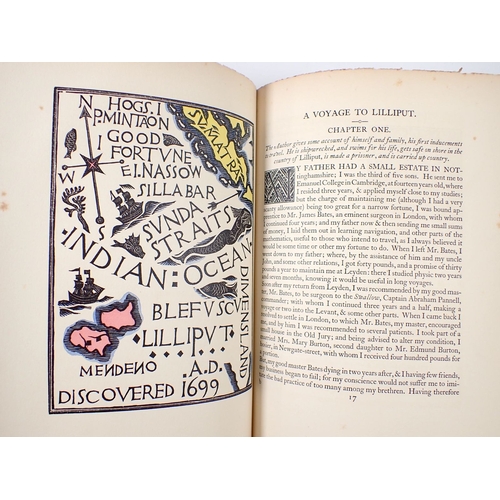 N HOGS. I
P.MINTAON
GOOD
FORTVNE
W
E I. NASSOW
SILLABAR
SVMATRA
SVNDA
STRAITS
INDIAN: OCEAN
DIMENSLAND
BLEFVSCV
LILLIPVT
MENDENO A.D.
DISCOVERED 1699
A VOYAGE TO LILLIPUT.
CHAPTER ONE.
The Author gives some account of himself and family, his first inducements
to travel. He is shipwrecked, and swims for his life, gets safe on shore in the
country of Lilliput, is made a prisoner, and is carried up country.
MY FATHER HAD A SMALL ESTATE IN NOT-
tinghamshire; I was the third of five sons. He sent me to
Emanuel College in Cambridge, at fourteen years old, where
I resided three years, & applied myself close to my studies;
but the charge of maintaining me (although I had a very
scanty allowance) being too great for a narrow fortune, I was bound ap-
prentice to Mr. James Bates, an eminent surgeon in London, with whom
I continued four years; and my father now & then sending me small sums
of money, I laid them out in learning navigation, and other parts of the
mathematics, useful to those who intend to travel, as I always believed it
would be some time or other my fortune to do. When I left Mr. Bates, I
went down to my father; where, by the assistance of him and my uncle
John, and some other relations, I got forty pounds, and a promise of thirty
pounds a year to maintain me at Leyden: there I studied physic two years
and seven months, knowing it would be useful in long voyages.
Soon after my return from Leyden, I was recommended by my good mas-
ter, Mr. Bates, to be surgeon to the Swallow, Captain Abraham Pannell,
commander; with whom I continued three years and a half, making a
voyage or two into the Levant, and some other parts. When I came back I
resolved to settle in London, to which Mr. Bates, my master, encouraged
me, and by him I was recommended to several patients. I took part of a
small house in the Old Jury; and being advised to alter my condition, I
married Mrs. Mary Burton, second daughter to Mr. Edmund Burton,
hosier, in Newgate-street, with whom I received four hundred pounds for
a portion.
But, my good master Bates dying in two years after, & I having few friends,
my business began to fail; for my conscience would not suffer me to imi-
tate the bad practice of too many among my brethren. Having therefore
17